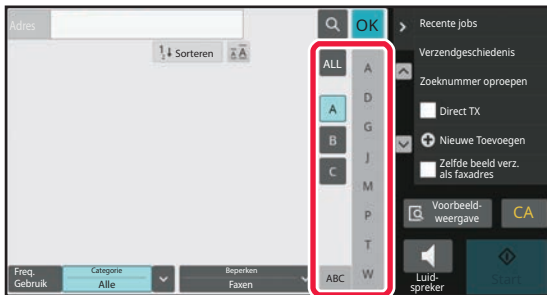 Adres
OK
Sorteren
ALL
A
B
C
ABC
A
D
G
J
M
P
T
W
Recente jobs
Verzendgeschiedenis
Zoeknummer oproepen
Direct TX
Nieuwe Toevoegen
Zelfde beeld verz.
als faxadres
Voorbeeld-
weergave
CA
Luid-
spreker
Start
Freq.
Gebruik
Categorie
Alle
Beperken
Faxen